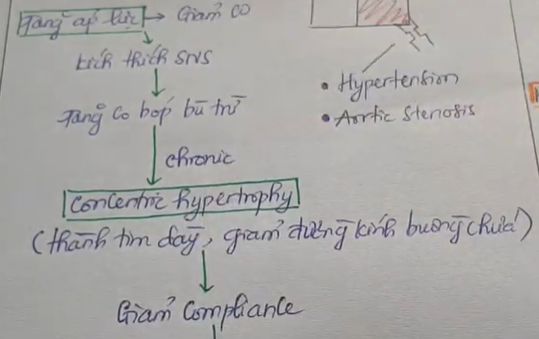 Tăng áp lực → Giảm CO
kích thích SNS
Tăng co bóp bù trừ
chronic
Concentric hypertrophy
(thành tim dày, giảm đường kính buồng chứa)
Giảm Compliance
• Hypertension
• Aortic Stenosis